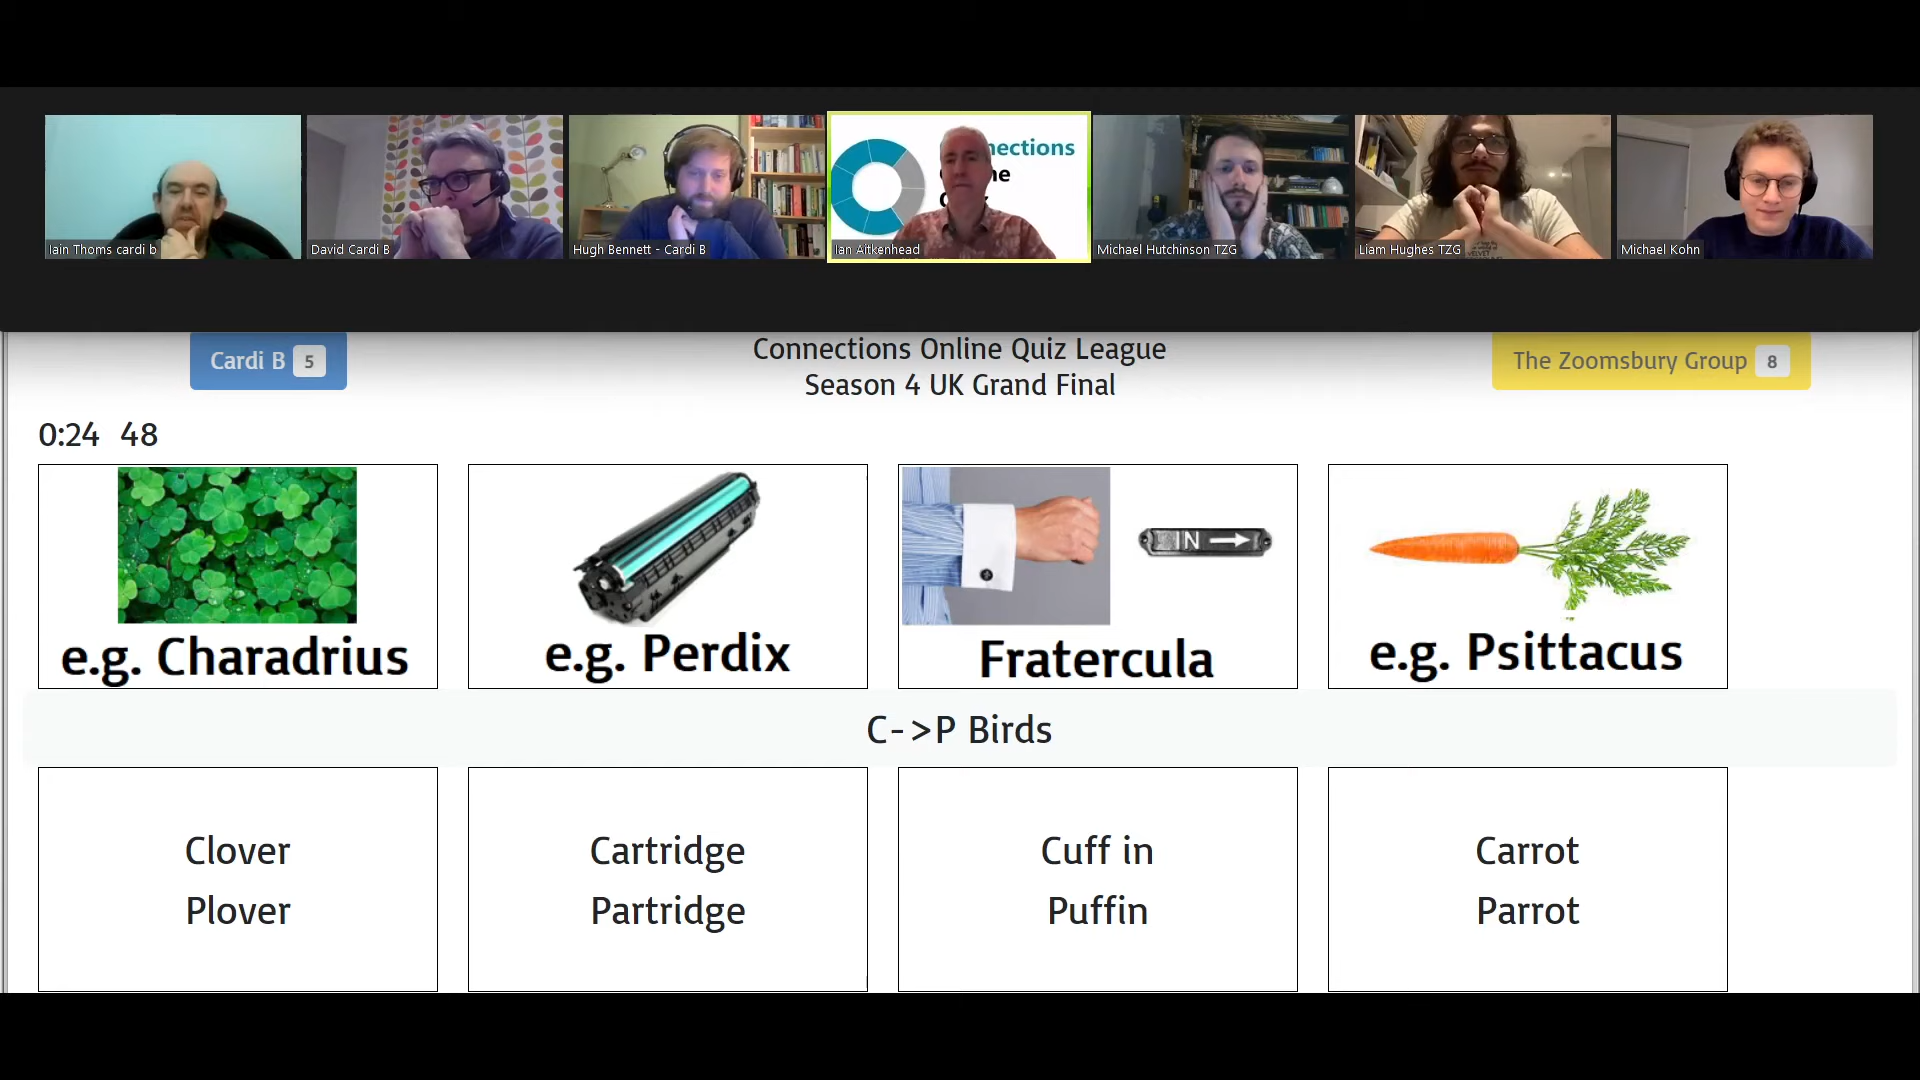 nections
ne
Iain Thoms cardi b
David Cardi B
Hugh Bennett - Cardi B
Ian Aitkenhead
Michael Hutchinson TZG
Liam Hughes TZG
Michael Kohn
Cardi B 5
Connections Online Quiz League
Season 4 UK Grand Final
The Zoomsbury Group 8
0:24 48
IN
e.g. Charadrius
e.g. Perdix
Fratercula
e.g. Psittacus
C->P Birds
Clover
Plover
Cartridge
Partridge
Cuff in
Puffin
Carrot
Parrot